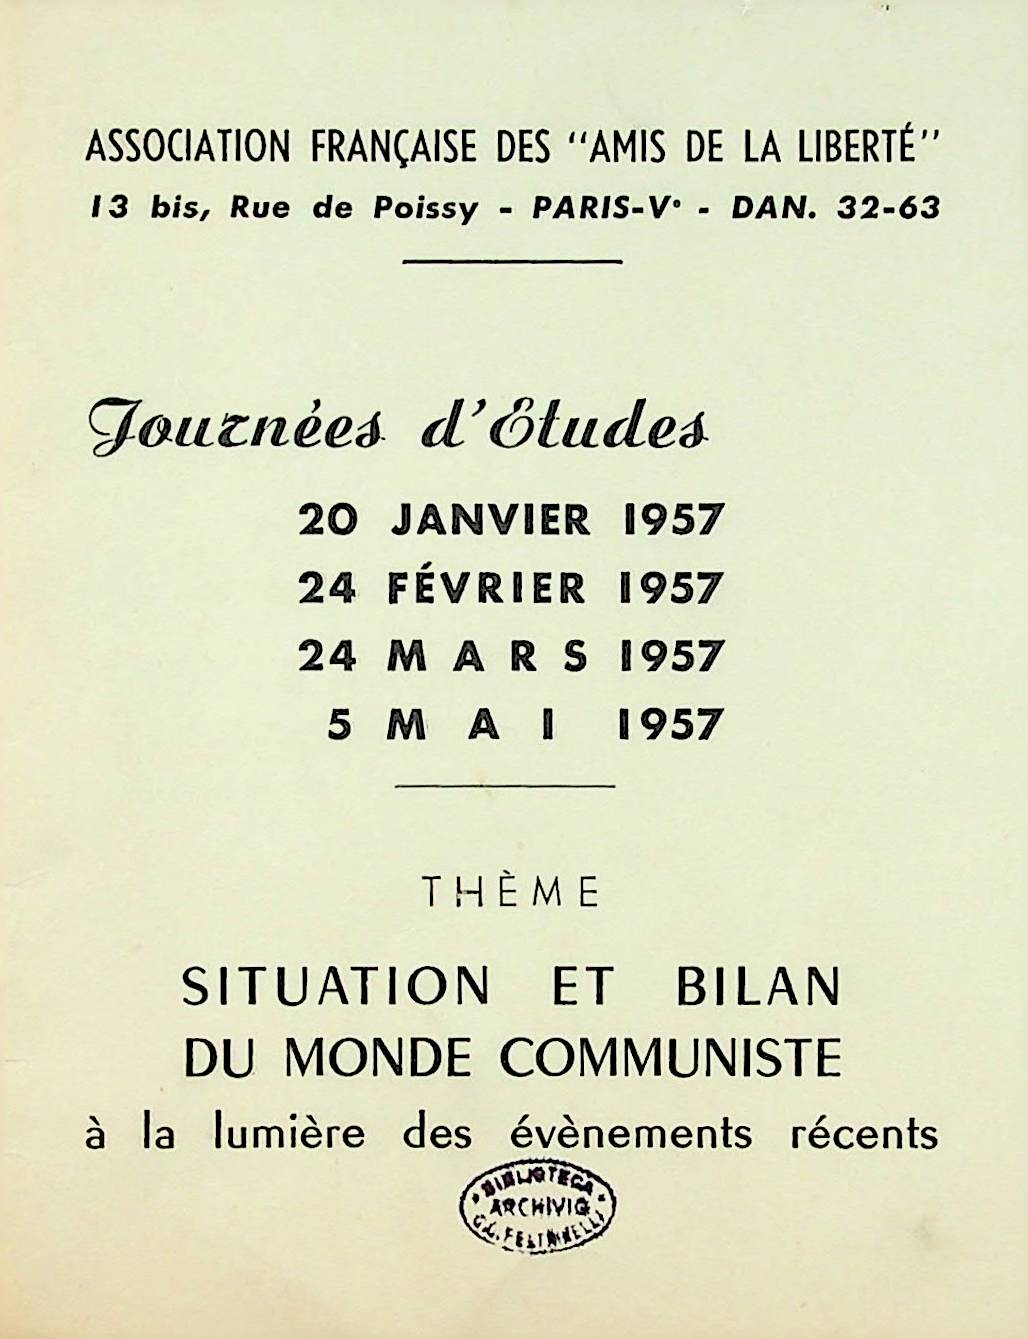 ASSOCIATION FRANÇAISE DES "AMIS DE LA LIBERTÉ"
13 bis, Rue de Poissy - PARIS-Vᵉ - DAN. 32-63
Journées d'Etudes
20 JANVIER 1957
24 FÉVRIER 1957
24 MARS 1957
5 MAI 1957
THÈME
SITUATION ET BILAN
DU MONDE COMMUNISTE
à la lumière des évènements récents
BIBLIOTECA
ARCHIVIO
G.G. FELTRINELLI